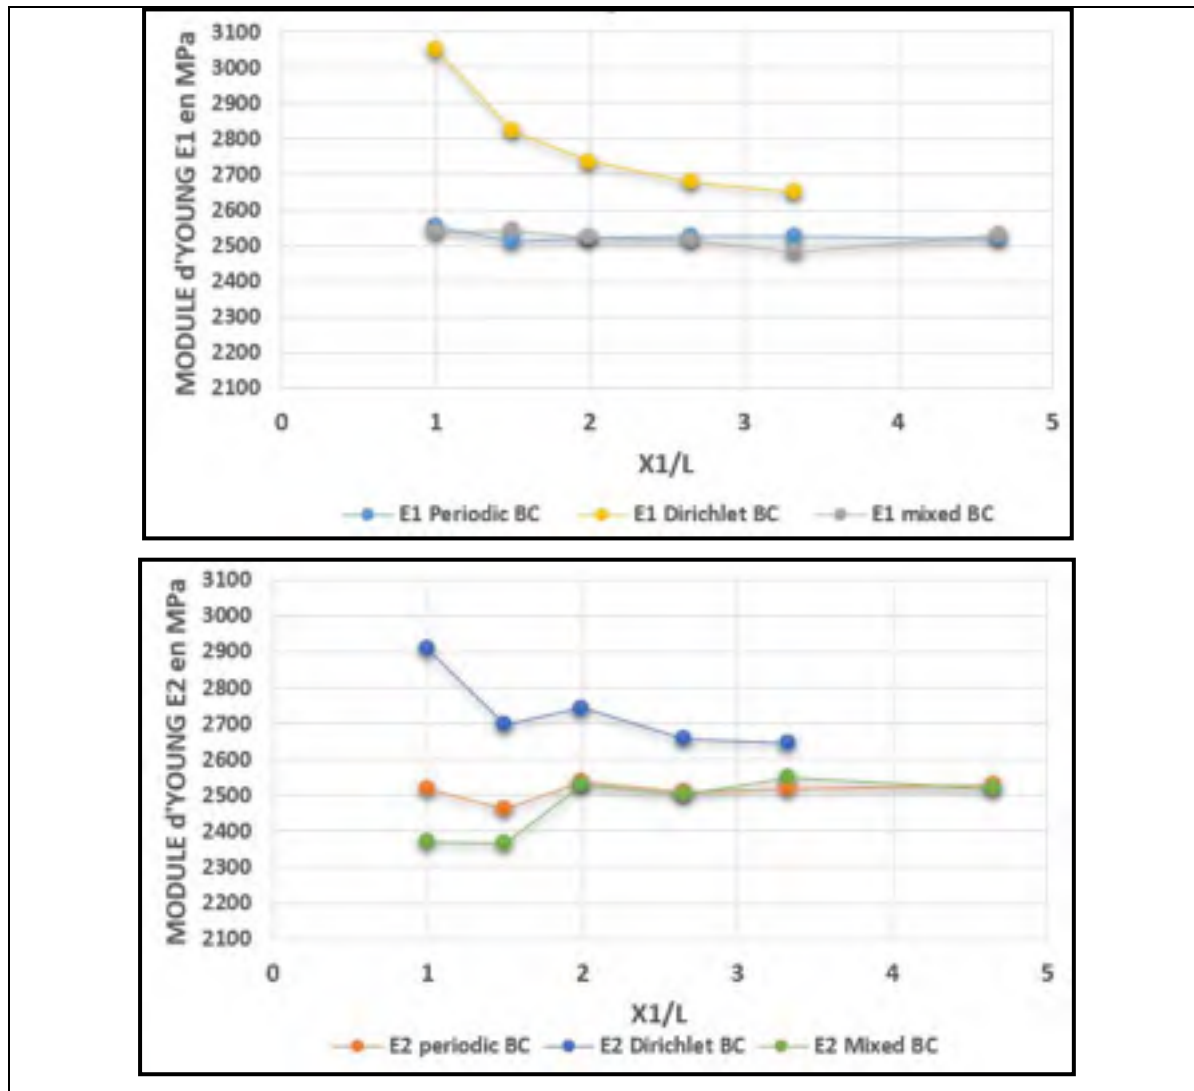 MODULE d'YOUNG E1 en MPa
3100
3000
2900
2800
2700
2600
2500
2400
2300
2200
2100
0 1 2 3 4 5
X1/L
E1 Periodic BC E1 Dirichlet BC E1 mixed BC
MODULE d'YOUNG E2 en MPa
3100
3000
2900
2800
2700
2600
2500
2400
2300
2200
2100
0 1 2 3 4 5
X1/L
E2 periodic BC E2 Dirichlet BC E2 Mixed BC